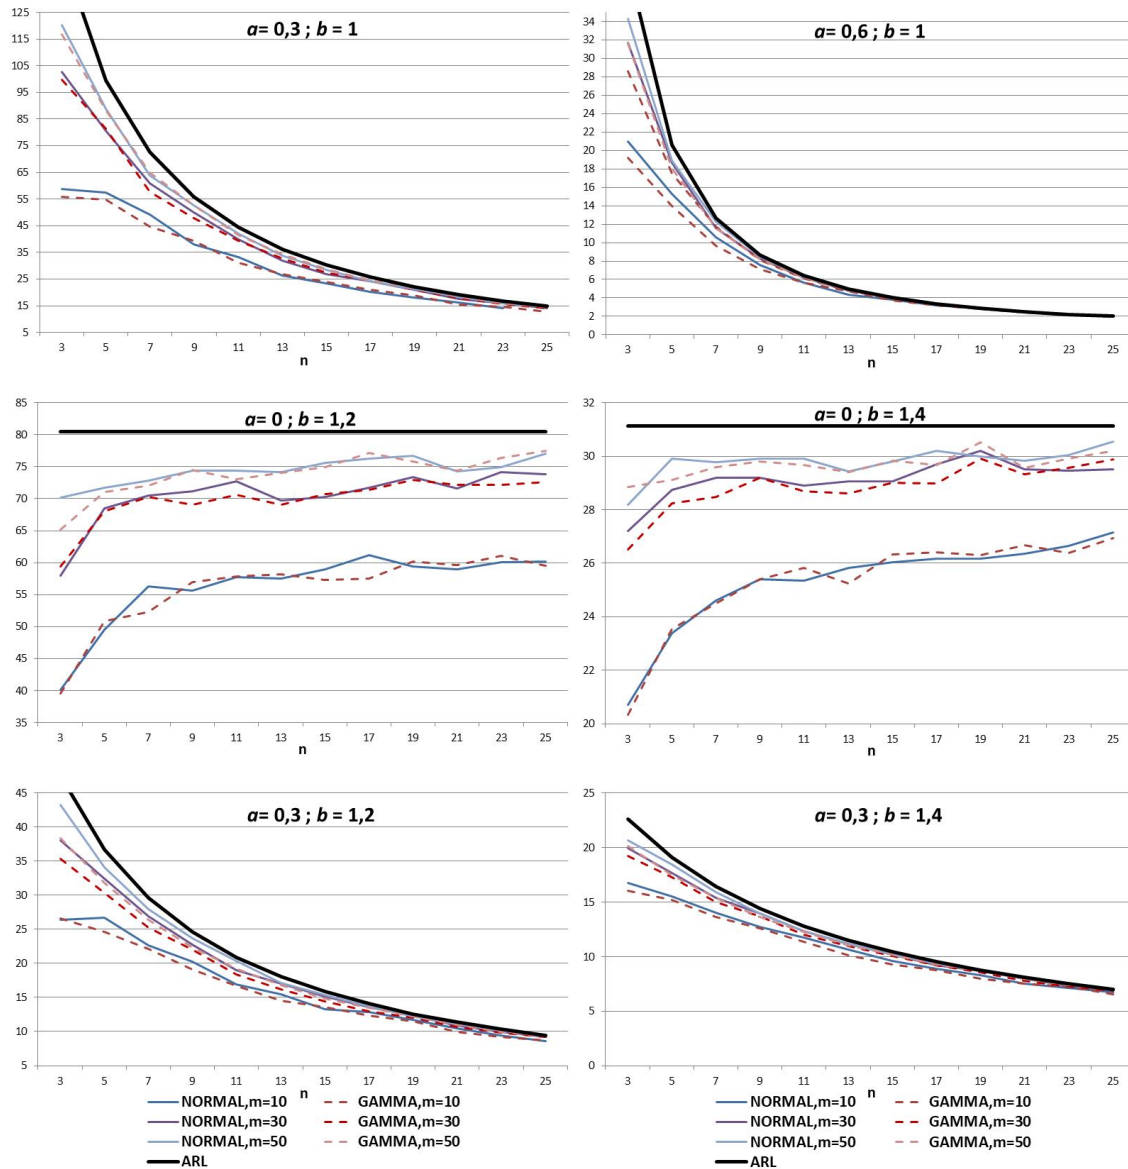 a= 0,3 ; b = 1
125
115
105
95
85
75
65
55
45
35
25
15
5
3 5 7 9 11 13 15 17 19 21 23 25
n
a= 0,6 ; b = 1
34
32
30
28
26
24
22
20
18
16
14
12
10
8
6
4
2
0
3 5 7 9 11 13 15 17 19 21 23 25
n
a= 0 ; b = 1,2
85
80
75
70
65
60
55
50
45
40
35
3 5 7 9 11 13 15 17 19 21 23 25
n
a= 0 ; b = 1,4
32
30
28
26
24
22
20
3 5 7 9 11 13 15 17 19 21 23 25
n
a= 0,3 ; b = 1,2
45
40
35
30
25
20
15
10
5
3 5 7 9 11 13 15 17 19 21 23 25
n
a= 0,3 ; b = 1,4
25
20
15
10
5
0
3 5 7 9 11 13 15 17 19 21 23 25
n
NORMAL,m=10 GAMMA,m=10
NORMAL,m=30 GAMMA,m=30
NORMAL,m=50 GAMMA,m=50
ARL
NORMAL,m=10 GAMMA,m=10
NORMAL,m=30 GAMMA,m=30
NORMAL,m=50 GAMMA,m=50
ARL